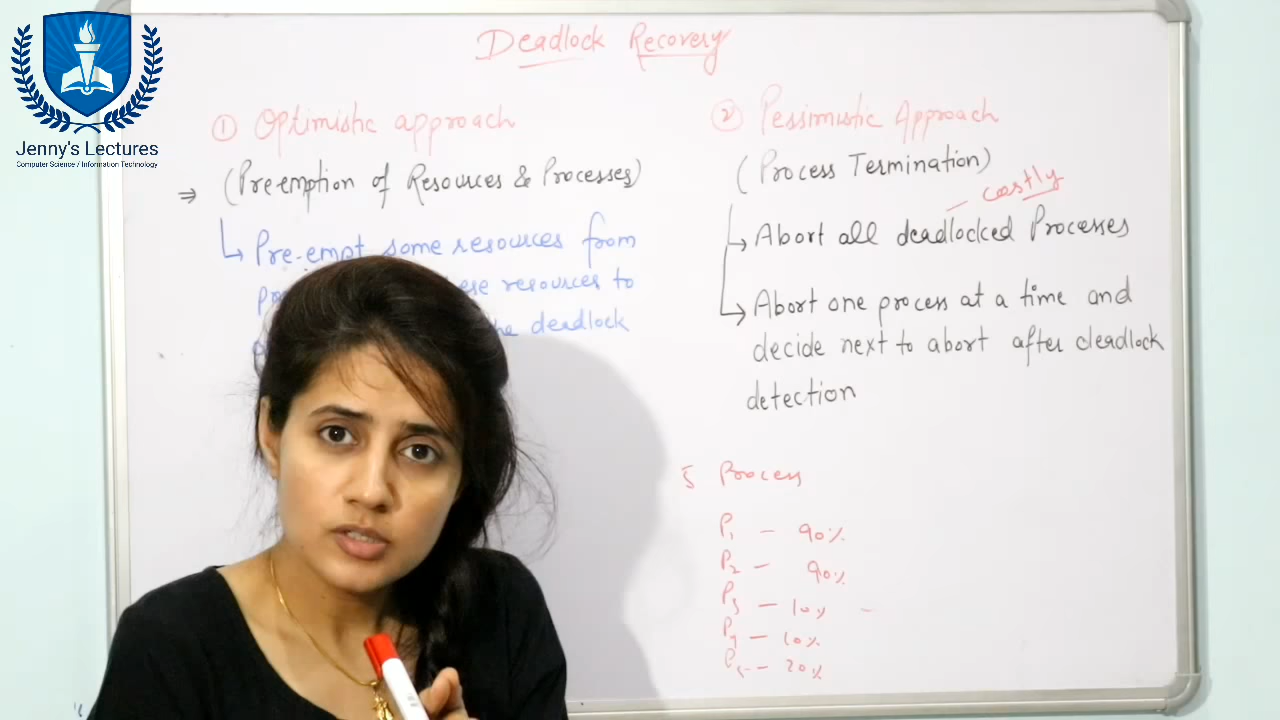 Jenny's Lectures
Computer Science / Information Technology
Deadlock Recovery
① Optimistic approach
⇒ (Preemption of Resources & Processes)
↳ Pre-empt some resources from
resources to
deadlock
② Pessimistic Approach
(Process Termination)
costly
↳ Abort all deadlocked Processes
↳ Abort one process at a time and
decide next to abort after deadlock
detection
5 Process
P1 - 90%
P2 - 90%
P3 - 10%
P4 - 10%
20%